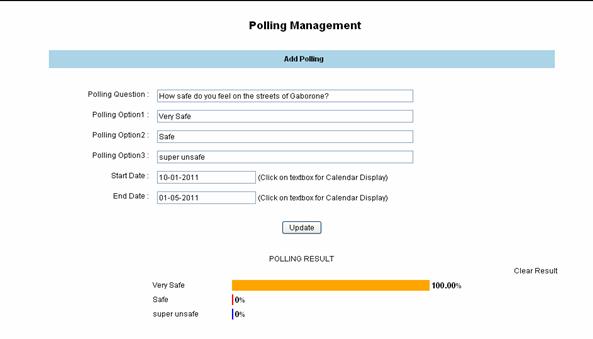 Polling Management
Add Polling
Polling Question : How safe do you feel on the streets of Gaborone?
Polling Option1 : Very Safe
Polling Option2 : Safe
Polling Option3 : super unsafe
Start Date : 10-01-2011 (Click on textbox for Calendar Display)
End Date : 01-05-2011 (Click on textbox for Calendar Display)
Update
POLLING RESULT
Clear Result
Very Safe 100.00%
Safe 0%
super unsafe 0%